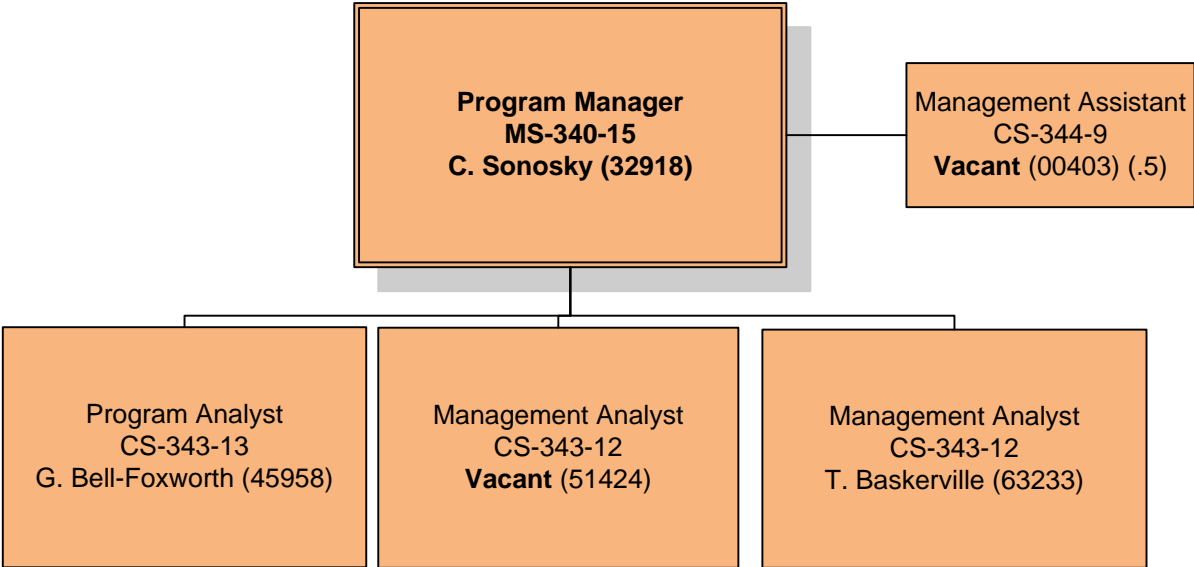 Program Manager
MS-340-15
C. Sonosky (32918)
Management Assistant
CS-344-9
Vacant (00403) (.5)
Program Analyst
CS-343-13
G. Bell-Foxworth (45958)
Management Analyst
CS-343-12
Vacant (51424)
Management Analyst
CS-343-12
T. Baskerville (63233)